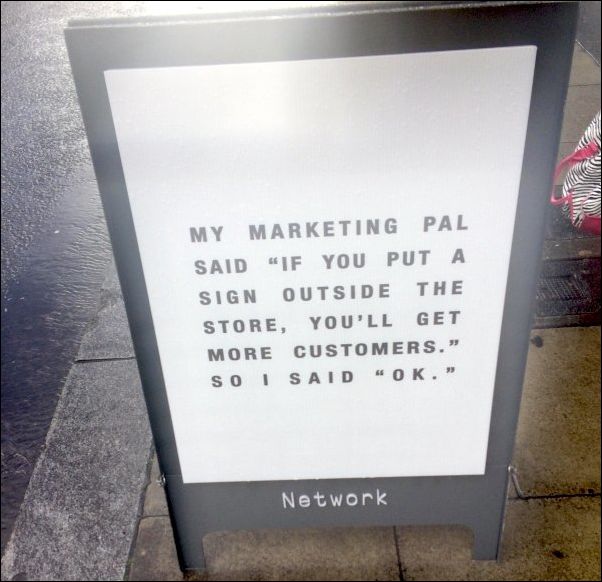 MY MARKETING PAL
SAID “IF YOU PUT A
SIGN OUTSIDE THE
STORE, YOU'LL GET
MORE CUSTOMERS.”
SO I SAID “OK.”
Network